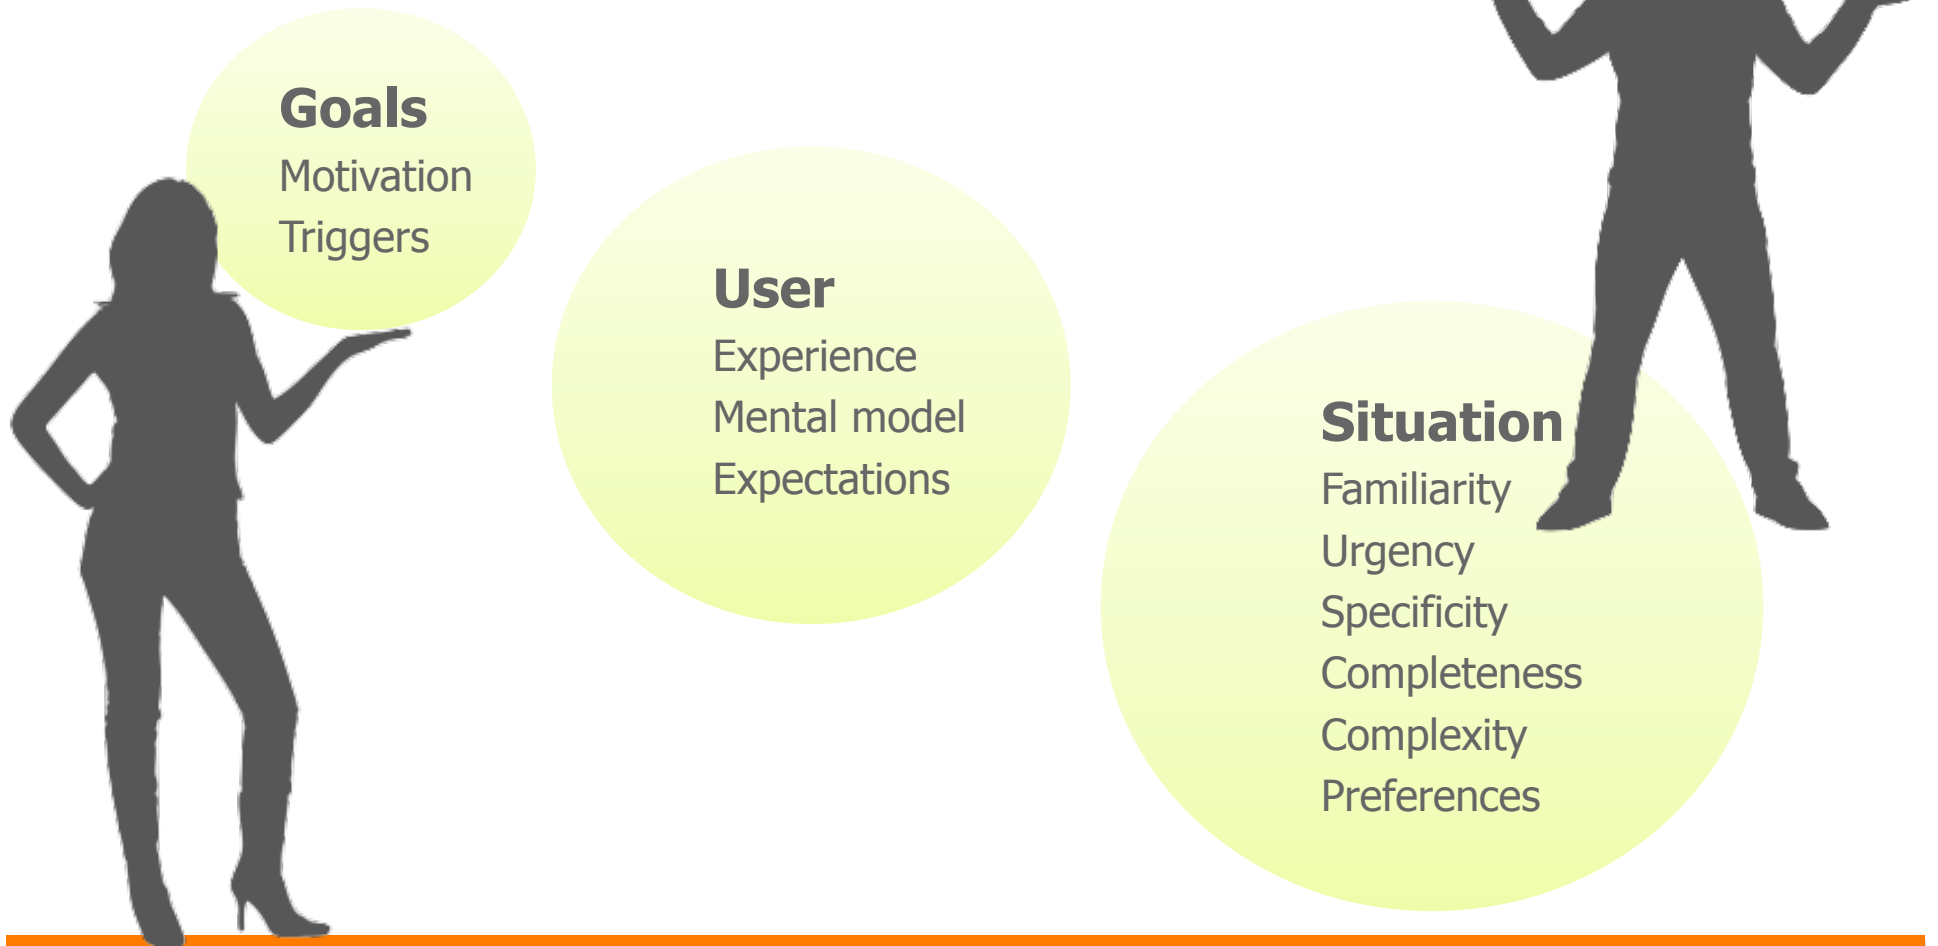 Goals
Motivation
Triggers
User
Experience
Mental model
Expectations
Situation
Familiarity
Urgency
Specificity
Completeness
Complexity
Preferences